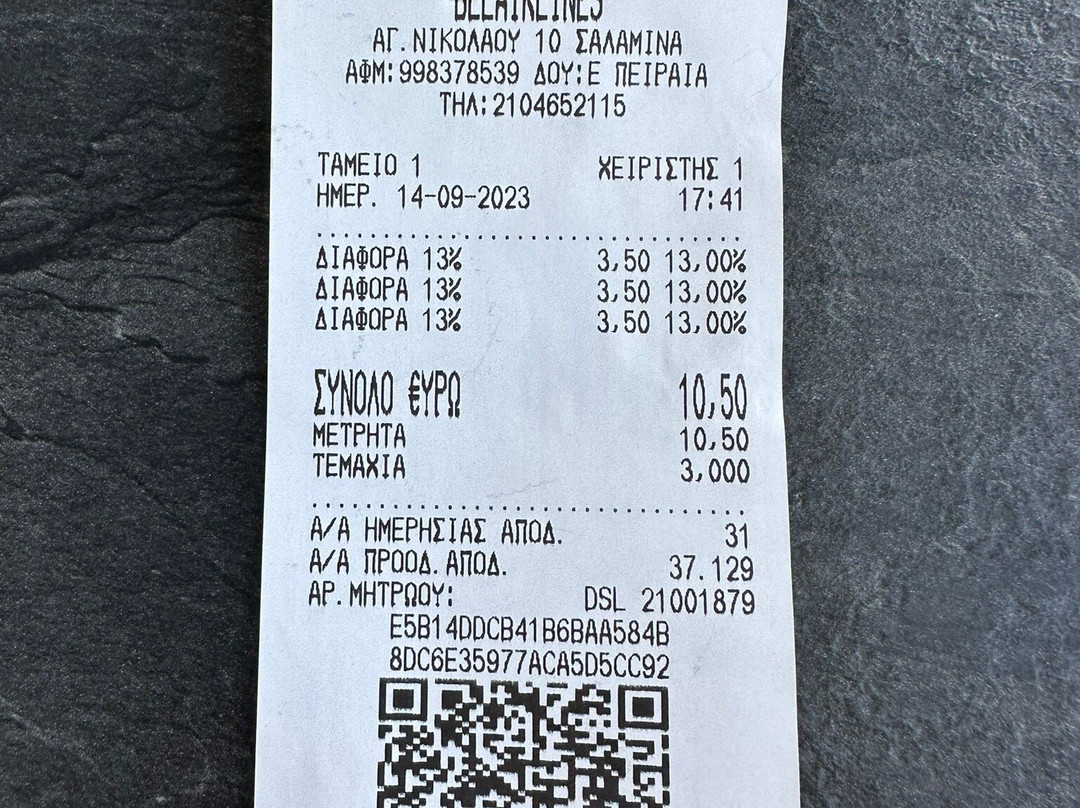 ΑΓ.ΝΙΚΟΛΑΟΥ 10 ΣΑΛΑΜΙΝΑ
ΑΦΜ:998378539 ΔΟΥ:Ε ΠΕΙΡΑΙΑ
ΤΗΛ:2104652115
ΤΑΜΕΙΟ 1 ΧΕΙΡΙΣΤΗΣ 1
ΗΜΕΡ. 14-09-2023 17:41
ΔΙΑΦΟΡΑ 13% 3,50 13,00%
ΔΙΑΦΟΡΑ 13% 3,50 13,00%
ΔΙΑΦΟΡΑ 13% 3,50 13,00%
ΣΥΝΟΛΟ €ΥΡΩ 10,50
ΜΕΤΡΗΤΑ 10,50
ΤΕΜΑΧΙΑ 3,000
Α/Α ΗΜΕΡΗΣΙΑΣ ΑΠΟΔ. 31
Α/Α ΠΡΟΟΔ.ΑΠΟΔ. 37.129
ΑΡ.ΜΗΤΡΩΟΥ: DSL 21001879
E5B14DDCB41B6BAA584B
8DC6E35977ACA5D5CC92